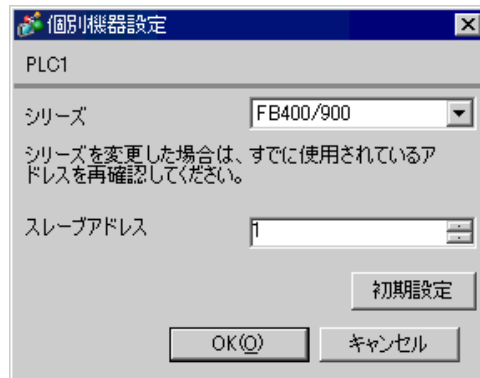 個別機器設定
PLC1
シリーズ
FB400/900
シリーズを変更した場合は、すでに使用されているア
ドレスを再確認してください。
スレーブアドレス
1
初期設定
OK(O)
キャンセル